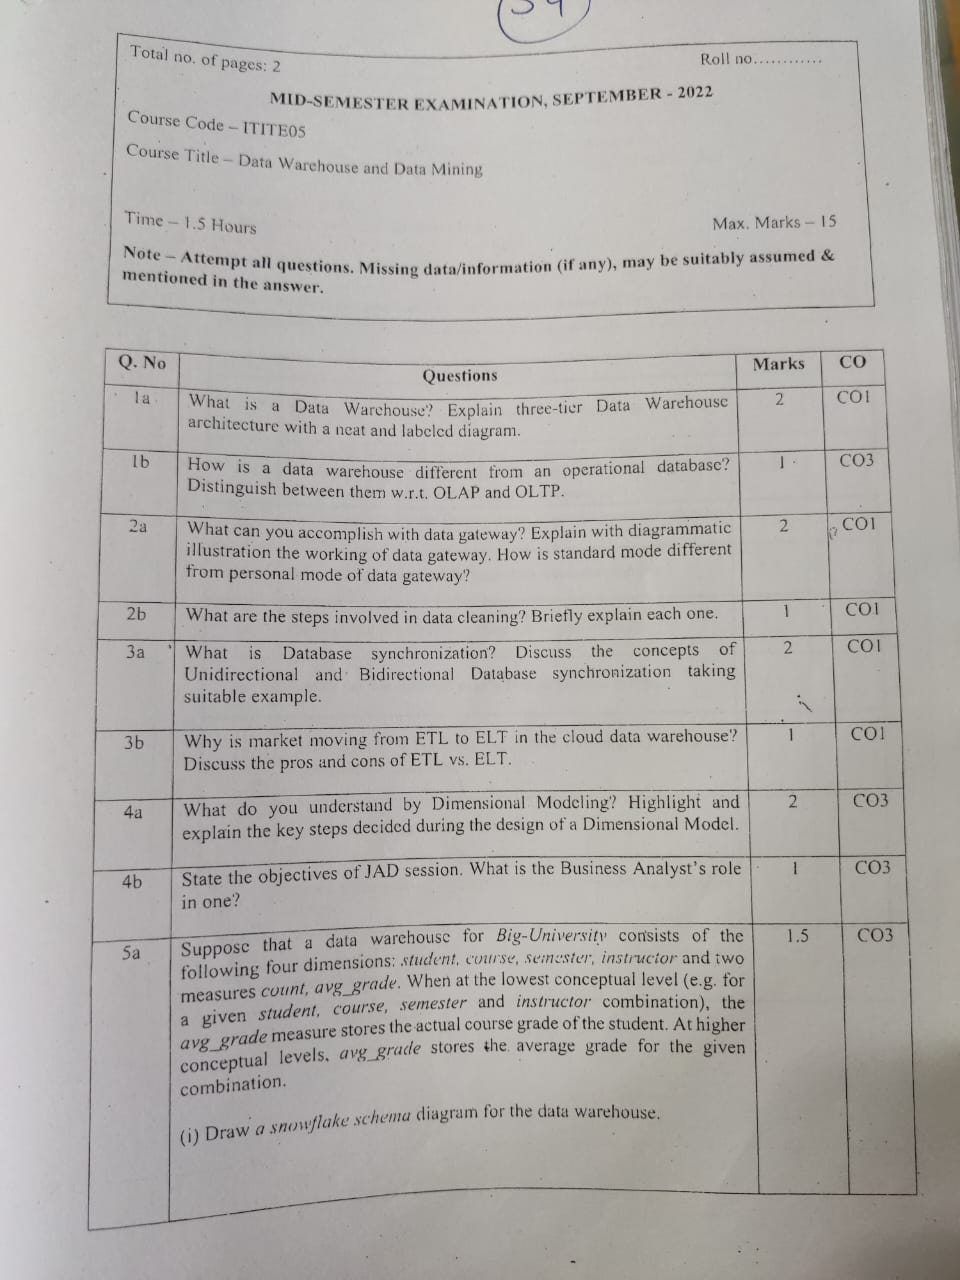 34
Total no. of pages: 2
Roll no............
MID-SEMESTER EXAMINATION, SEPTEMBER - 2022
Course Code – ITITE05
Course Title – Data Warehouse and Data Mining
Time – 1.5 Hours
Max. Marks – 15
Note – Attempt all questions. Missing data/information (if any), may be suitably assumed &
mentioned in the answer.
Q. No Questions Marks CO
1a What is a Data Warehouse? Explain three-tier Data Warehouse 2 CO1
architecture with a neat and labeled diagram.
1b How is a data warehouse different from an operational database? 1 CO3
Distinguish between them w.r.t. OLAP and OLTP.
2a What can you accomplish with data gateway? Explain with diagrammatic 2 CO1
illustration the working of data gateway. How is standard mode different
from personal mode of data gateway?
2b What are the steps involved in data cleaning? Briefly explain each one. 1 CO1
3a What is Database synchronization? Discuss the concepts of 2 CO1
Unidirectional and Bidirectional Database synchronization taking
suitable example.
3b Why is market moving from ETL to ELT in the cloud data warehouse? 1 CO1
Discuss the pros and cons of ETL vs. ELT.
4a What do you understand by Dimensional Modeling? Highlight and 2 CO3
explain the key steps decided during the design of a Dimensional Model.
4b State the objectives of JAD session. What is the Business Analyst's role 1 CO3
in one?
5a Suppose that a data warehouse for Big-University consists of the 1.5 CO3
following four dimensions: student, course, semester, instructor and two
measures count, avg_grade. When at the lowest conceptual level (e.g. for
a given student, course, semester and instructor combination), the
avg_grade measure stores the actual course grade of the student. At higher
conceptual levels, avg_grade stores the average grade for the given
combination.
(i) Draw a snowflake schema diagram for the data warehouse.